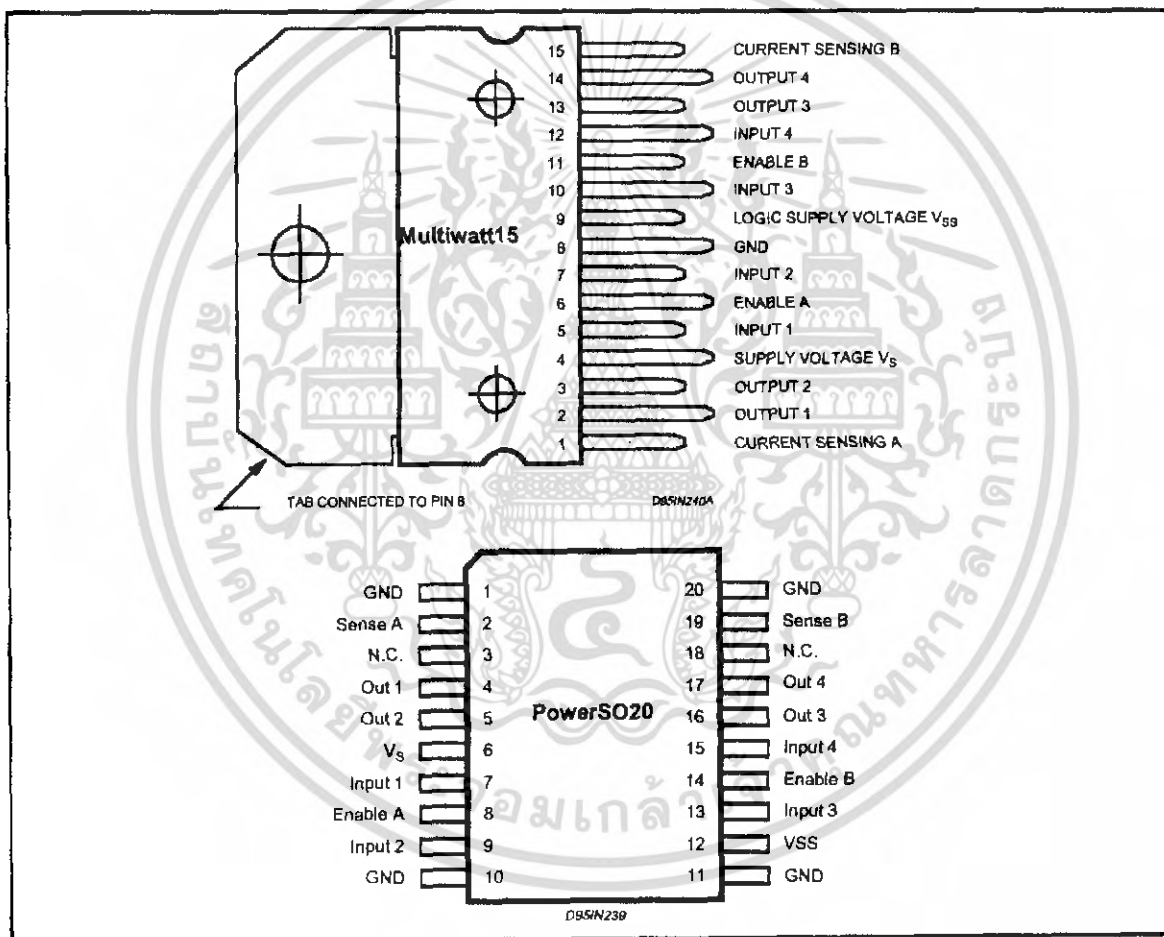 15 CURRENT SENSING B
14 OUTPUT 4
13 OUTPUT 3
12 INPUT 4
11 ENABLE B
10 INPUT 3
9 LOGIC SUPPLY VOLTAGE VSS
8 GND
7 INPUT 2
6 ENABLE A
5 INPUT 1
4 SUPPLY VOLTAGE VS
3 OUTPUT 2
2 OUTPUT 1
1 CURRENT SENSING A
Multiwatt15
TAB CONNECTED TO PIN 8
D95IN240A
GND 1
Sense A 2
N.C. 3
Out 1 4
Out 2 5
VS 6
Input 1 7
Enable A 8
Input 2 9
GND 10
PowerSO20
20 GND
19 Sense B
18 N.C.
17 Out 4
16 Out 3
15 Input 4
14 Enable B
13 Input 3
12 VSS
11 GND
D95IN239